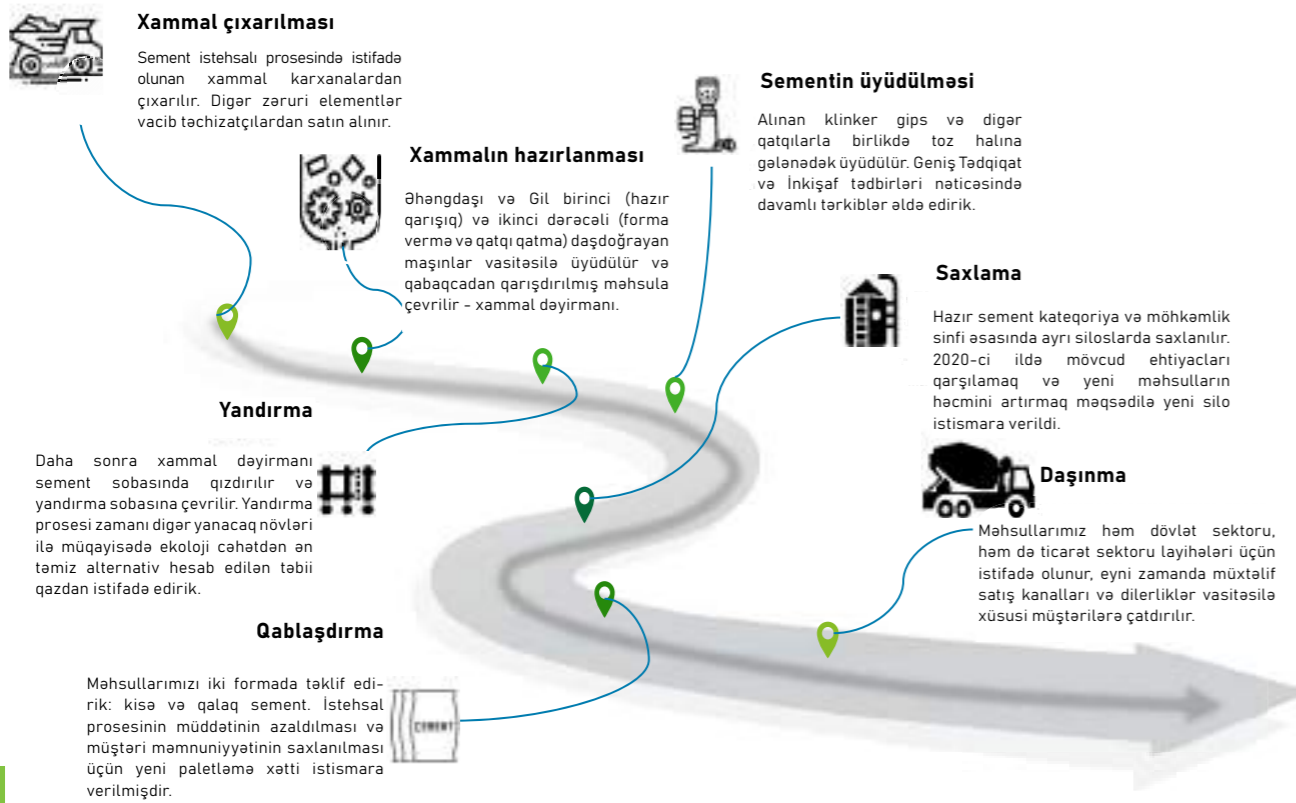 Xammal çıxarılması
Sement istehsalı prosesində istifadə
olunan xammal karxanalardan
çıxarılır. Digər zəruri elementlər
vacib təchizatçılardan satın alınır.
Xammalın hazırlanması
Əhəngdaşı və Gil birinci (hazır
qarışıq) və ikinci dərəcəli (forma
vermə və qatqı qatma) daşdoğrayan
maşınlar vasitəsilə üyüdülür və
qabaqcadan qarışdırılmış məhsula
çevrilir - xammal dəyirmanı.
Yandırma
Daha sonra xammal dəyirmanı
sement sobasında qızdırılır və
yandırma sobasına çevrilir. Yandırma
prosesi zamanı digər yanacaq növləri
ilə müqayisədə ekoloji cəhətdən ən
təmiz alternativ hesab edilən təbii
qazdan istifadə edirik.
Sementin üyüdülməsi
Alınan klinker gips və digər
qatqılarla birlikdə toz halına
gələnədək üyüdülür. Geniş Tədqiqat
və İnkişaf tədbirləri nəticəsində
davamlı tərkiblər əldə edirik.
Saxlama
Hazır sement kateqoriya və möhkəmlik
sinfi əsasında ayrı siloslarda saxlanılır.
2020-ci ildə mövcud ehtiyacları
qarşılamaq və yeni məhsulların
həcmini artırmaq məqsədilə yeni silo
istismara verildi.
Qablaşdırma
Məhsullarımızı iki formada təklif edi-
rik: kisə və qalaq sement. İstehsal
prosesinin müddətinin azaldılması və
müştəri məmnuniyyətinin saxlanılması
üçün yeni paletləmə xətti istismara
verilmişdir.
CEMENT
Daşınma
Məhsullarımız həm dövlət sektoru,
həm də ticarət sektoru layihələri üçün
istifadə olunur, eyni zamanda müxtəlif
satış kanalları və dilerliklər vasitəsilə
xüsusi müştərilərə çatdırılır.